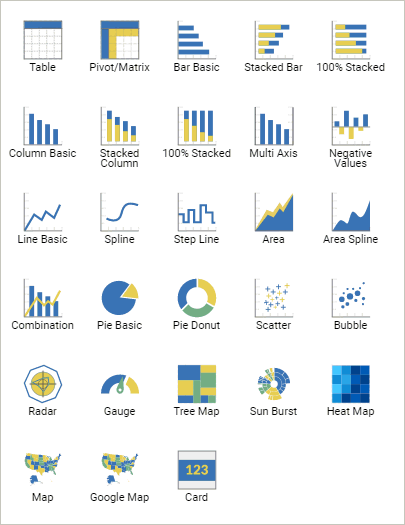 Table
Pivot/Matrix
Bar Basic
Stacked Bar
100% Stacked
Column Basic
Stacked
Column
100% Stacked
Multi Axis
Negative
Values
Line Basic
Spline
Step Line
Area
Area Spline
Combination
Pie Basic
Pie Donut
Scatter
Bubble
Radar
Gauge
Tree Map
Sun Burst
Heat Map
Map
Google Map
123
Card